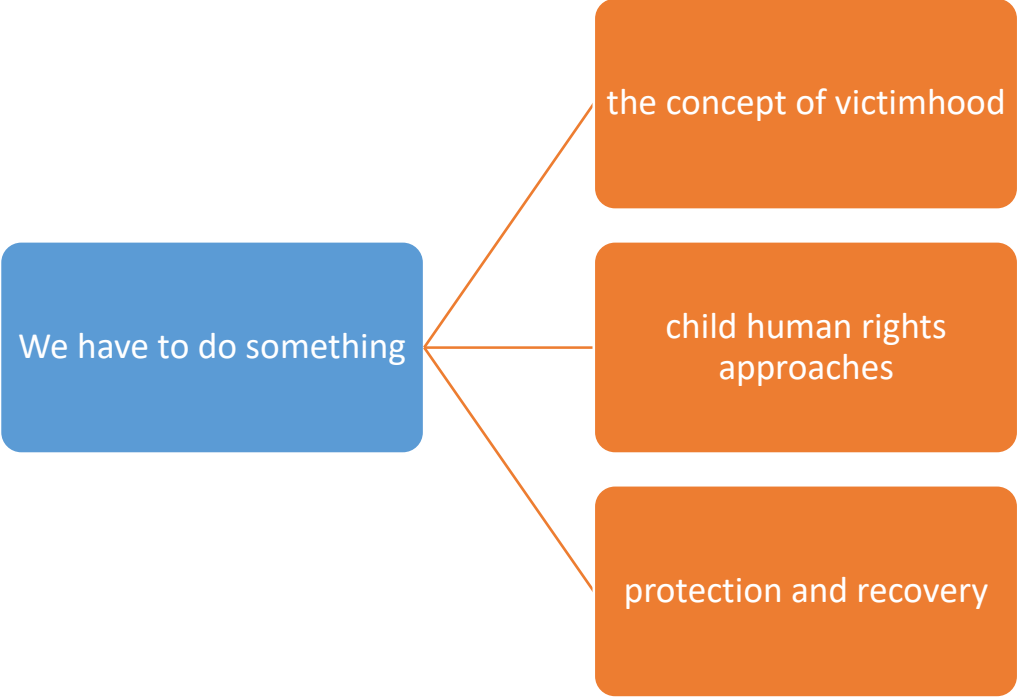 We have to do something
the concept of victimhood
child human rights
approaches
protection and recovery